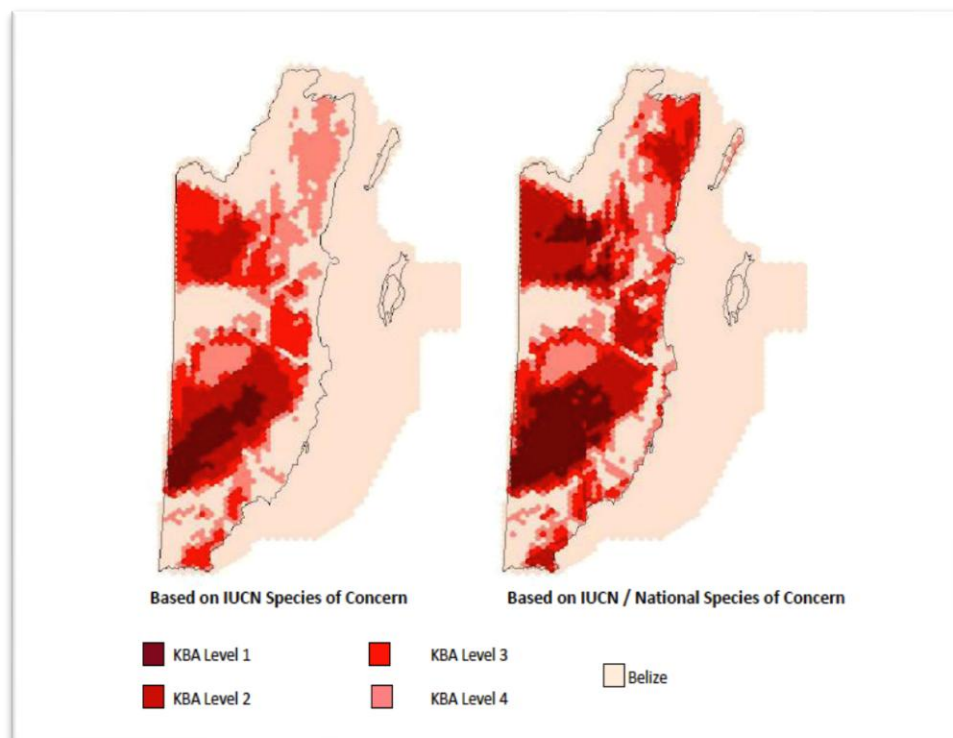 Based on IUCN Species of Concern
Based on IUCN / National Species of Concern
KBA Level 1
KBA Level 3
Belize
KBA Level 2
KBA Level 4